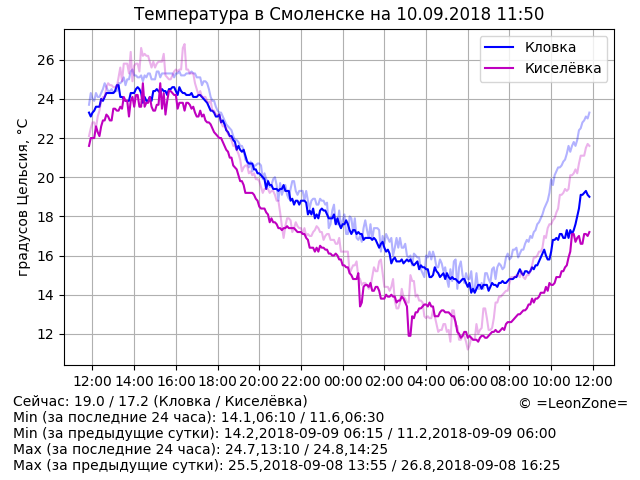 Температура в Смоленске на 10.09.2018 11:50
Кловка
Киселёвка
градусов Цельсия, °C
26
24
22
20
18
16
14
12
12:00 14:00 16:00 18:00 20:00 22:00 00:00 02:00 04:00 06:00 08:00 10:00 12:00
Сейчас: 19.0 / 17.2 (Кловка / Киселёвка)
© =LeonZone=
Min (за последние 24 часа): 14.1,06:10 / 11.6,06:30
Min (за предыдущие сутки): 14.2,2018-09-09 06:15 / 11.2,2018-09-09 06:00
Max (за последние 24 часа): 24.7,13:10 / 24.8,14:25
Max (за предыдущие сутки): 25.5,2018-09-08 13:55 / 26.8,2018-09-08 16:25